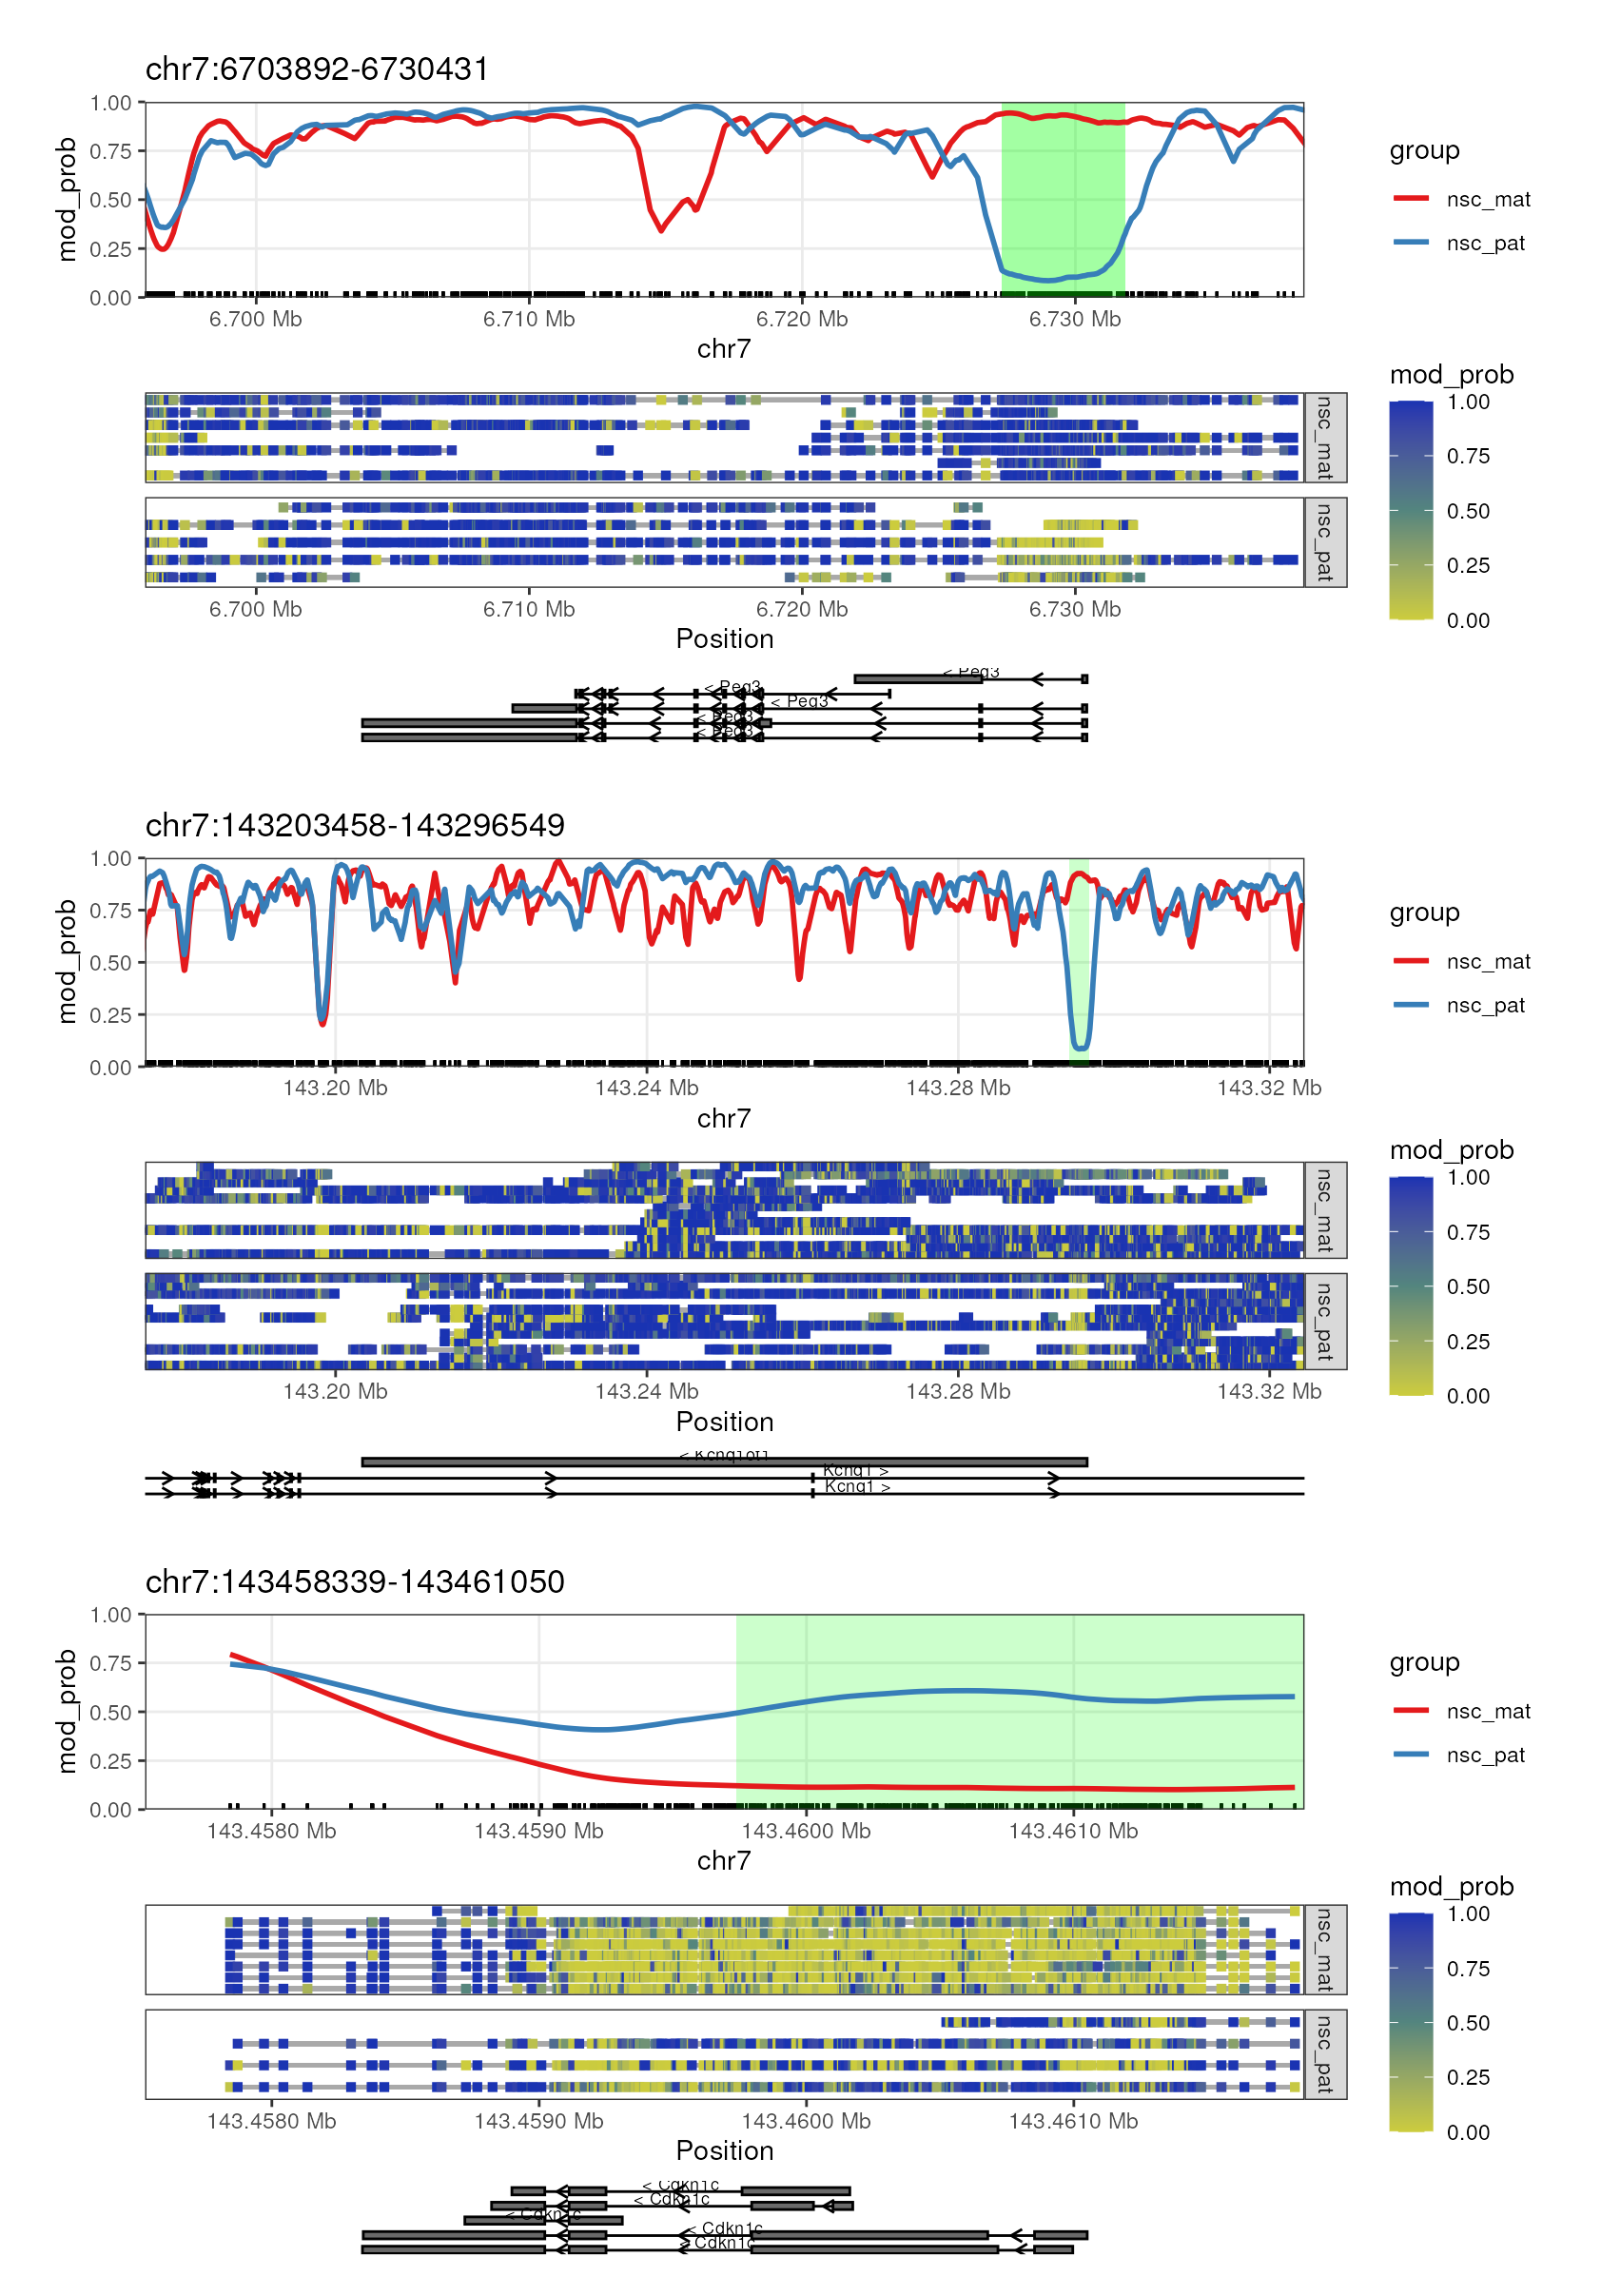 chr7:6703892-6730431
1.00
0.75
0.50
0.25
0.00
mod_prob
6.700 Mb 6.710 Mb 6.720 Mb 6.730 Mb
chr7
group
nsc_mat
nsc_pat
nsc_mat
nsc_pat
6.700 Mb 6.710 Mb 6.720 Mb 6.730 Mb
Position
mod_prob
1.00
0.75
0.50
0.25
0.00
< Peg3
< Peg3
< Peg3
< Peg3
< Peg3
chr7:143203458-143296549
1.00
0.75
0.50
0.25
0.00
mod_prob
143.20 Mb 143.24 Mb 143.28 Mb 143.32 Mb
chr7
group
nsc_mat
nsc_pat
nsc_mat
nsc_pat
143.20 Mb 143.24 Mb 143.28 Mb 143.32 Mb
Position
mod_prob
1.00
0.75
0.50
0.25
0.00
< Kcnq1ot1
Kcnq1 >
Kcnq1 >
chr7:143458339-143461050
1.00
0.75
0.50
0.25
0.00
mod_prob
143.4580 Mb 143.4590 Mb 143.4600 Mb 143.4610 Mb
chr7
group
nsc_mat
nsc_pat
nsc_mat
nsc_pat
143.4580 Mb 143.4590 Mb 143.4600 Mb 143.4610 Mb
Position
mod_prob
1.00
0.75
0.50
0.25
0.00
< Cdkn1c
< Cdkn1c
< Cdkn1c
< Cdkn1c
< Cdkn1c